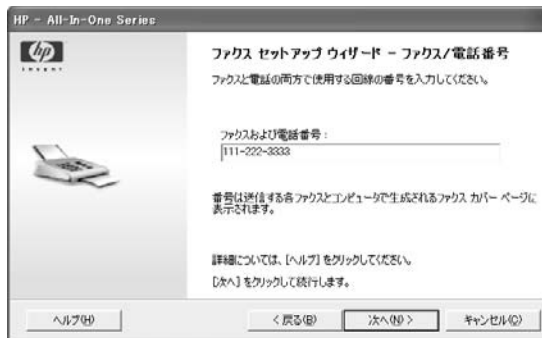 HP - All-In-One Series
hp
invent
ファクス セットアップ ウィザード - ファクス/電話番号
ファクスと電話の両方で使用する回線の番号を入力してください。
ファクスおよび電話番号：
111-222-3333
番号は送信する各ファクスとコンピュータで生成されるファクス カバー ページに
表示されます。
詳細については、[ヘルプ] をクリックしてください。
[次へ] をクリックして続行します。
ヘルプ(H)
< 戻る(B)
次へ(N) >
キャンセル(C)